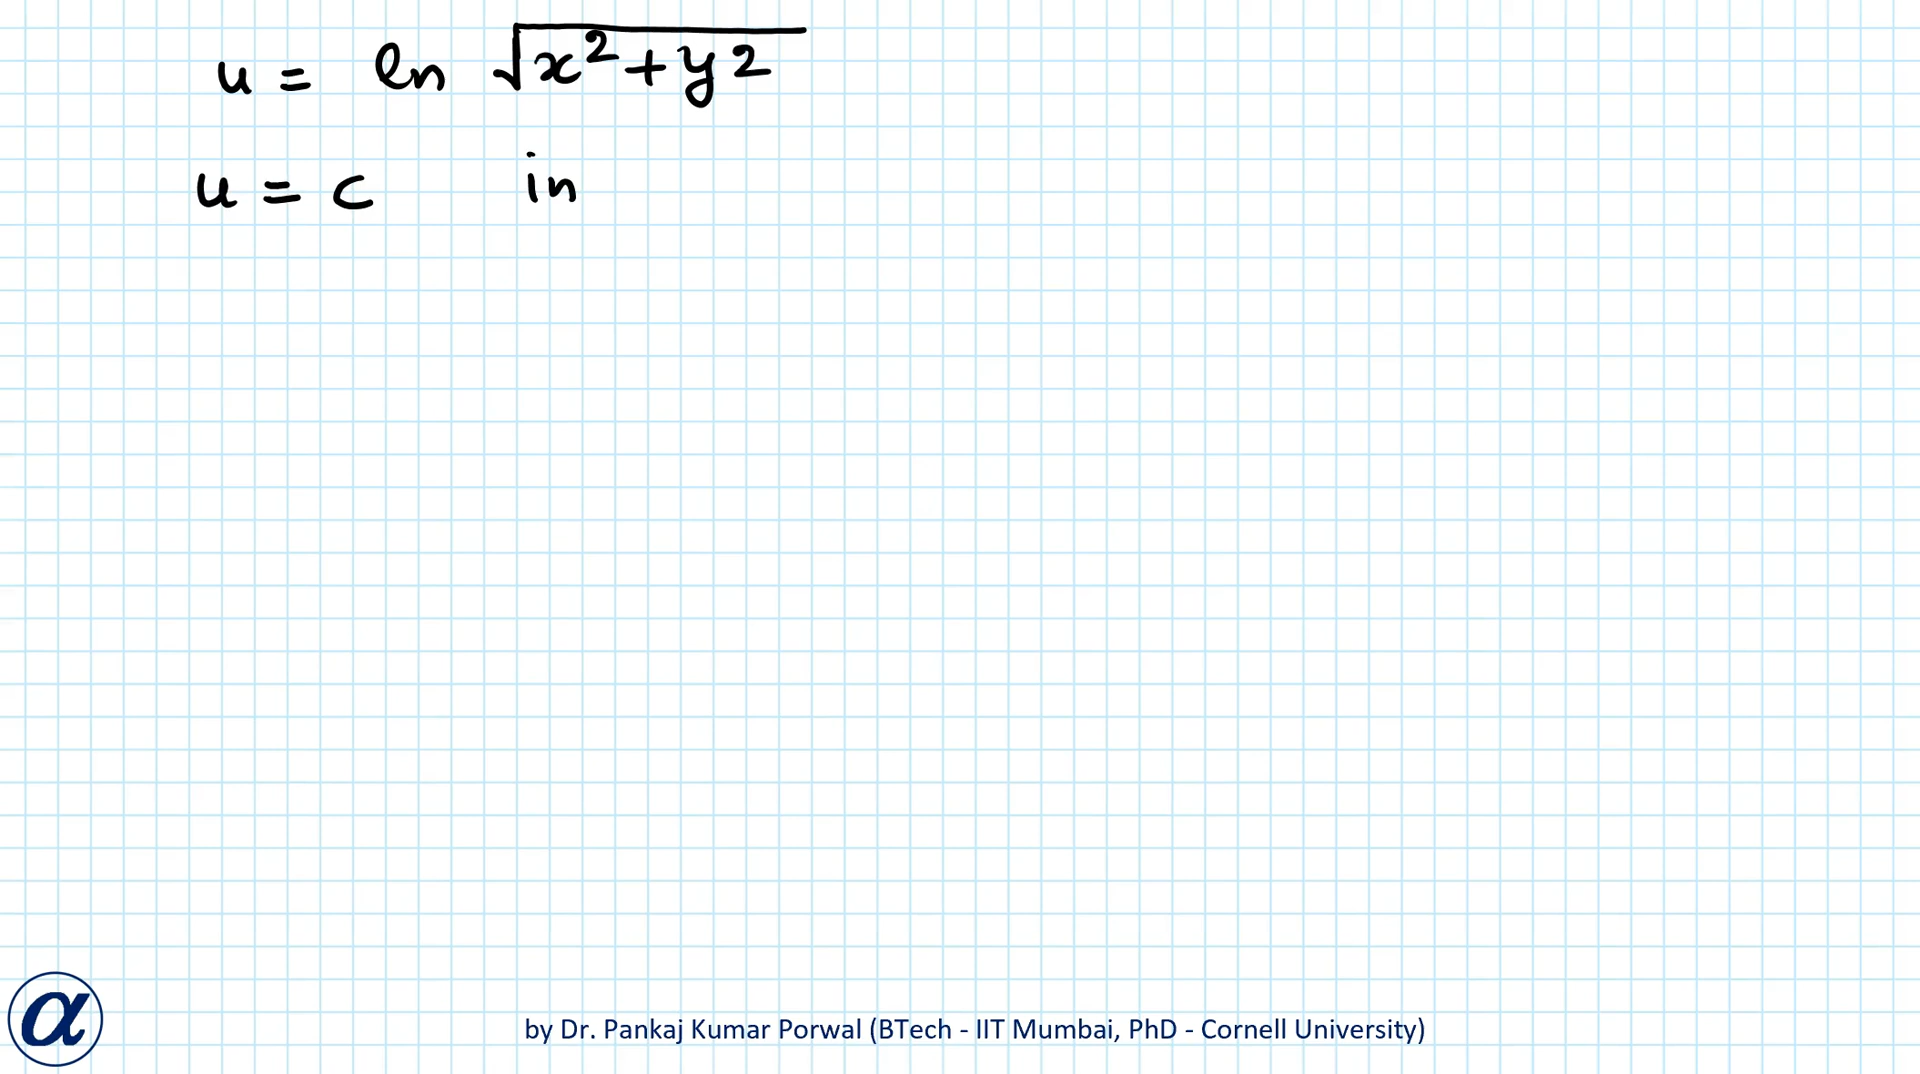 u = ln √x²+y2
u = c in
α
by Dr. Pankaj Kumar Porwal (BTech - IIT Mumbai, PhD - Cornell University)